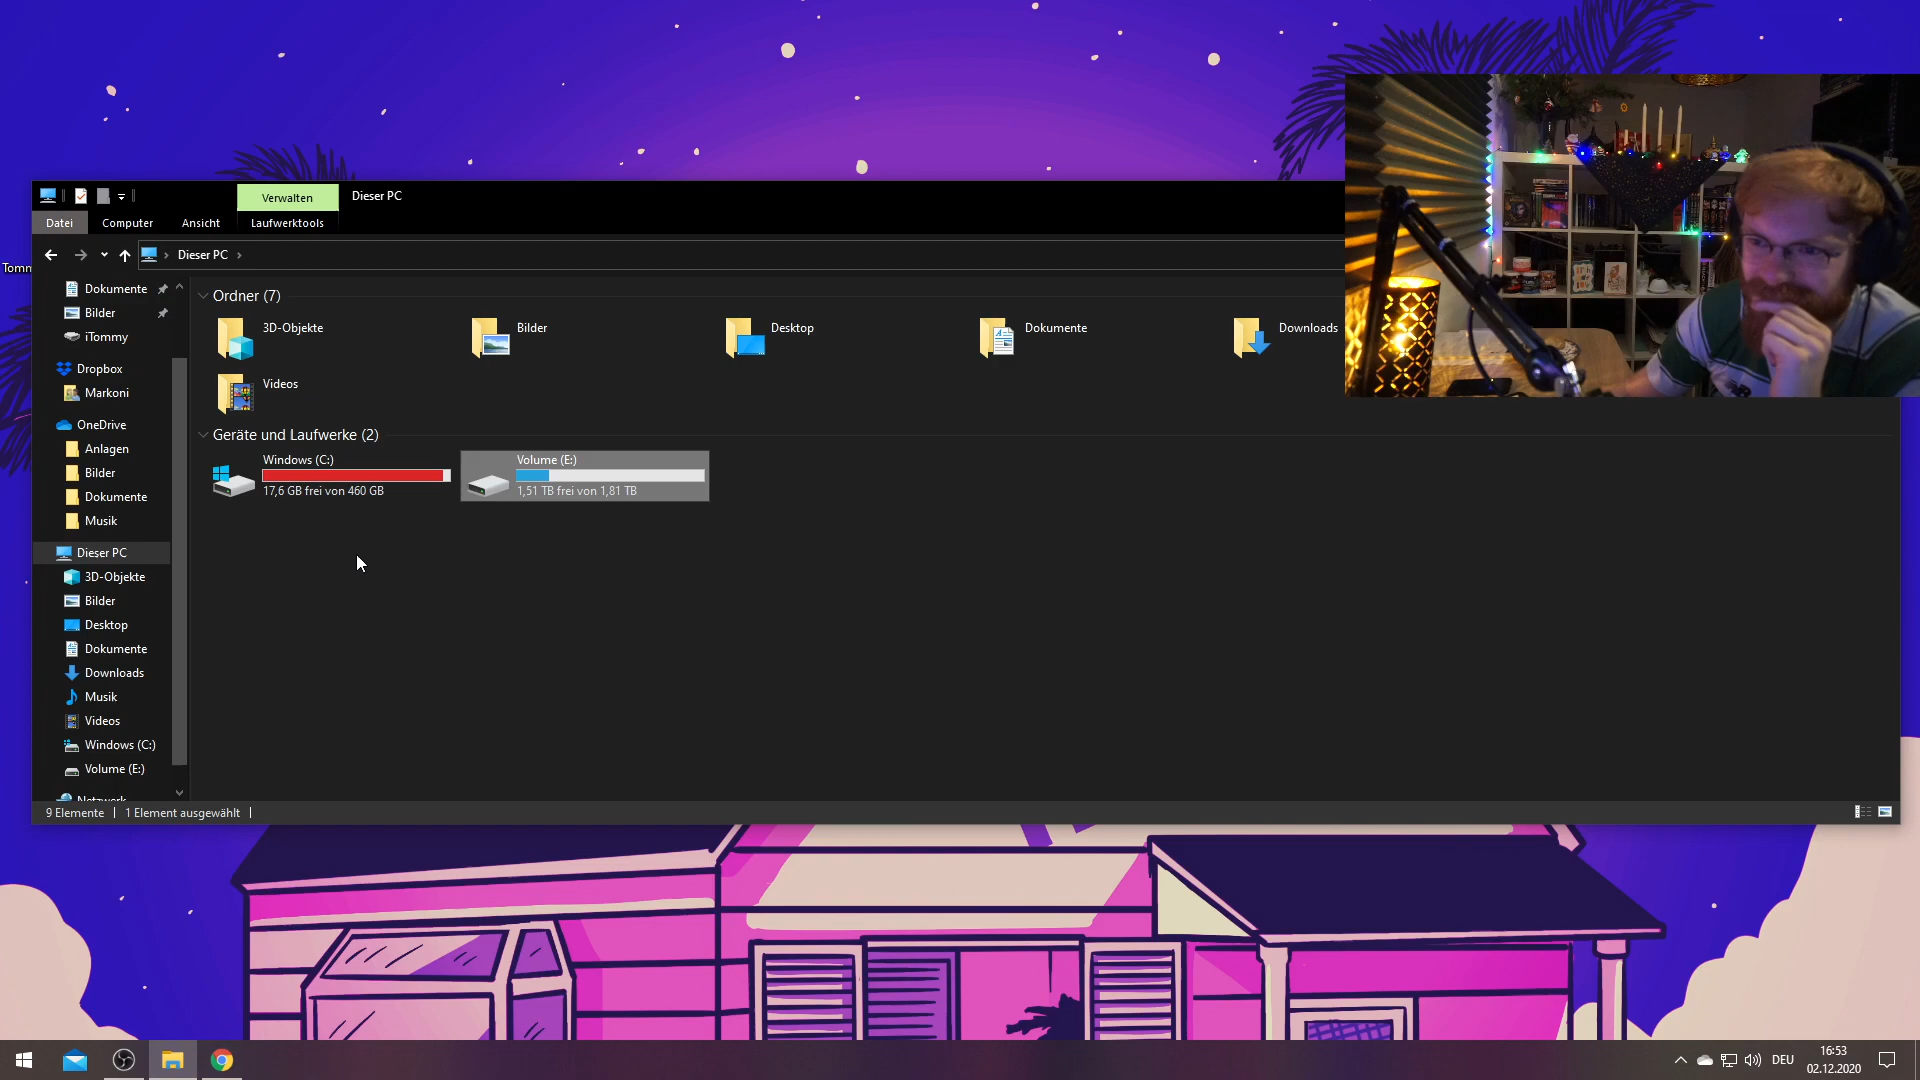 Verwalten
Dieser PC
Datei
Computer
Ansicht
Laufwerktools
Dieser PC
Tomm
Dokumente
Bilder
iTommy
Dropbox
Markoni
OneDrive
Anlagen
Bilder
Dokumente
Musik
Dieser PC
3D-Objekte
Bilder
Desktop
Dokumente
Downloads
Musik
Videos
Windows (C:)
Volume (E:)
Netzwerk
Ordner (7)
3D-Objekte
Bilder
Desktop
Dokumente
Downloads
Videos
Geräte und Laufwerke (2)
Windows (C:)
17,6 GB frei von 460 GB
Volume (E:)
1,51 TB frei von 1,81 TB
9 Elemente
1 Element ausgewählt
DEU
16:53
02.12.2020